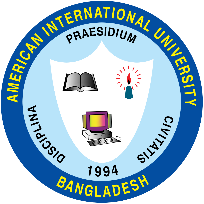 AMERICAN INTERNATIONAL UNIVERSITY
PRAESIDIUM
DISCIPLINA
CIVITATIS
1994
BANGLADESH